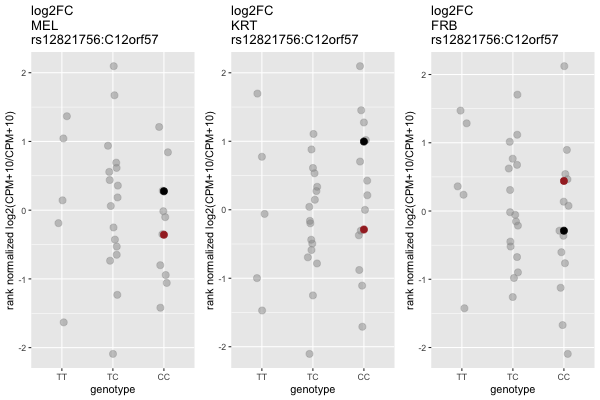 log2FC
MEL
rs12821756:C12orf57
rank normalized log2(CPM+10/CPM+10)
2
1
0
-1
-2
TT
TC
CC
genotype
log2FC
KRT
rs12821756:C12orf57
rank normalized log2(CPM+10/CPM+10)
2
1
0
-1
-2
TT
TC
CC
genotype
log2FC
FRB
rs12821756:C12orf57
rank normalized log2(CPM+10/CPM+10)
2
1
0
-1
-2
TT
TC
CC
genotype